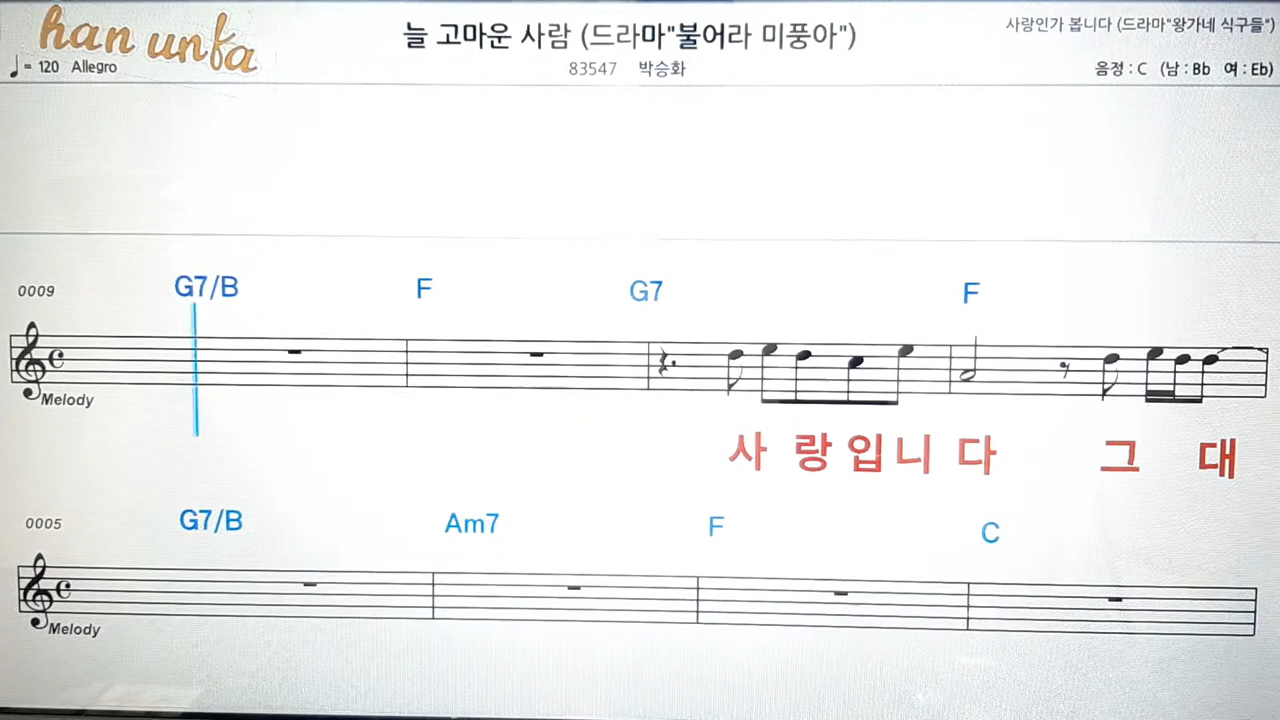 han unfa
늘 고마운 사람 (드라마"불어라 미풍아")
사랑인가 봅니다 (드라마"왕가네 식구들")
♩= 120 Allegro
83547 박승화
음정 : C (남 : Bb 여 : Eb)
0009 G7/B F G7 F
Melody
사 랑 입 니 다 그 대
0005 G7/B Am7 F C
Melody